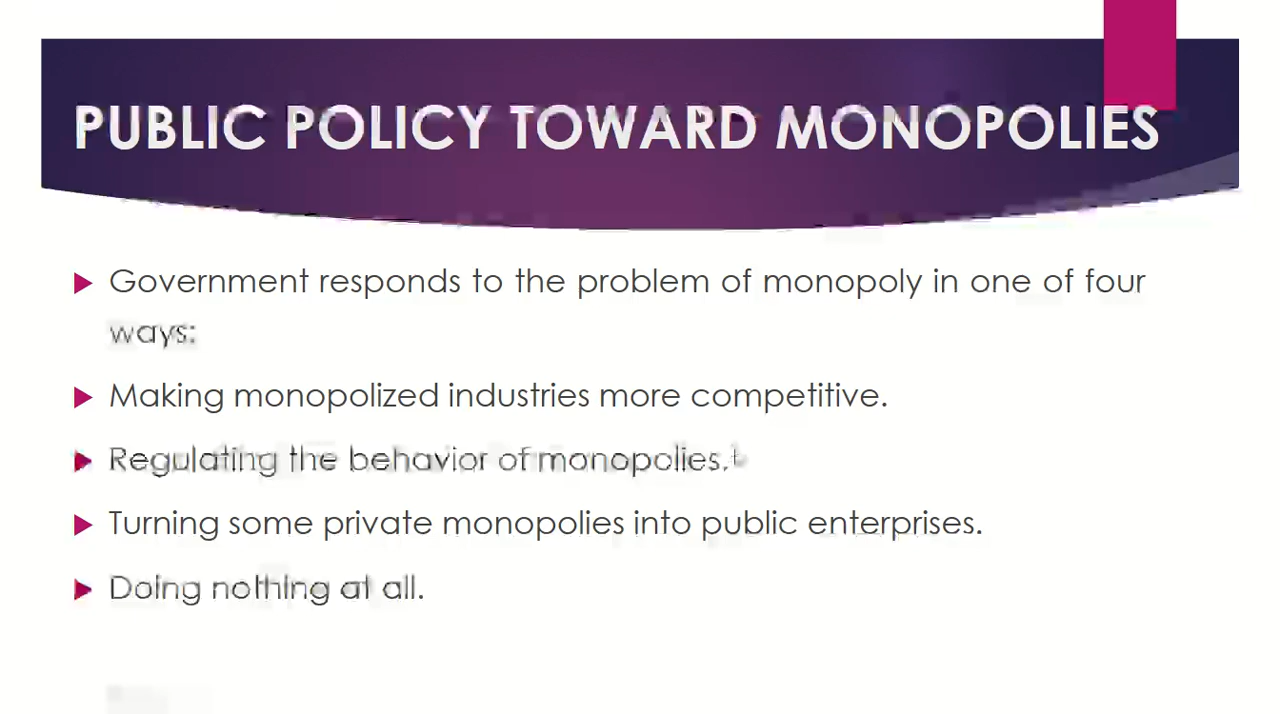 PUBLIC POLICY TOWARD MONOPOLIES
Government responds to the problem of monopoly in one of four
ways:
Making monopolized industries more competitive.
Regulating the behavior of monopolies.
Turning some private monopolies into public enterprises.
Doing nothing at all.